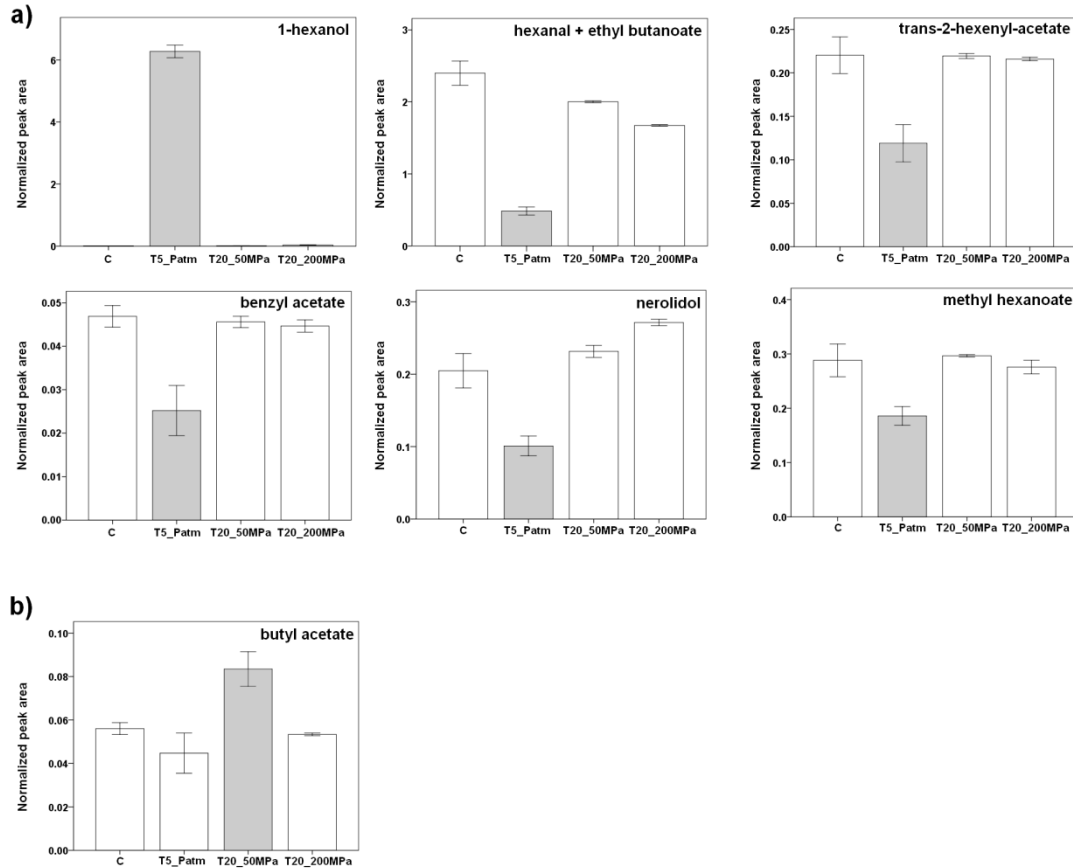 a)
1-hexanol
Normalized peak area
6
4
2
0
C T5_Patm T20_50MPa T20_200MPa
hexanal + ethyl butanoate
Normalized peak area
3
2
1
0
C T5_Patm T20_50MPa T20_200MPa
trans-2-hexenyl-acetate
Normalized peak area
0.25
0.20
0.15
0.10
0.05
0.00
C T5_Patm T20_50MPa T20_200MPa
benzyl acetate
Normalized peak area
0.05
0.04
0.03
0.02
0.01
0.00
C T5_Patm T20_50MPa T20_200MPa
nerolidol
Normalized peak area
0.3
0.2
0.1
0.0
C T5_Patm T20_50MPa T20_200MPa
methyl hexanoate
Normalized peak area
0.4
0.3
0.2
0.1
0.0
C T5_Patm T20_50MPa T20_200MPa
b)
butyl acetate
Normalized peak area
0.10
0.08
0.06
0.04
0.02
0.00
C T5_Patm T20_50MPa T20_200MPa